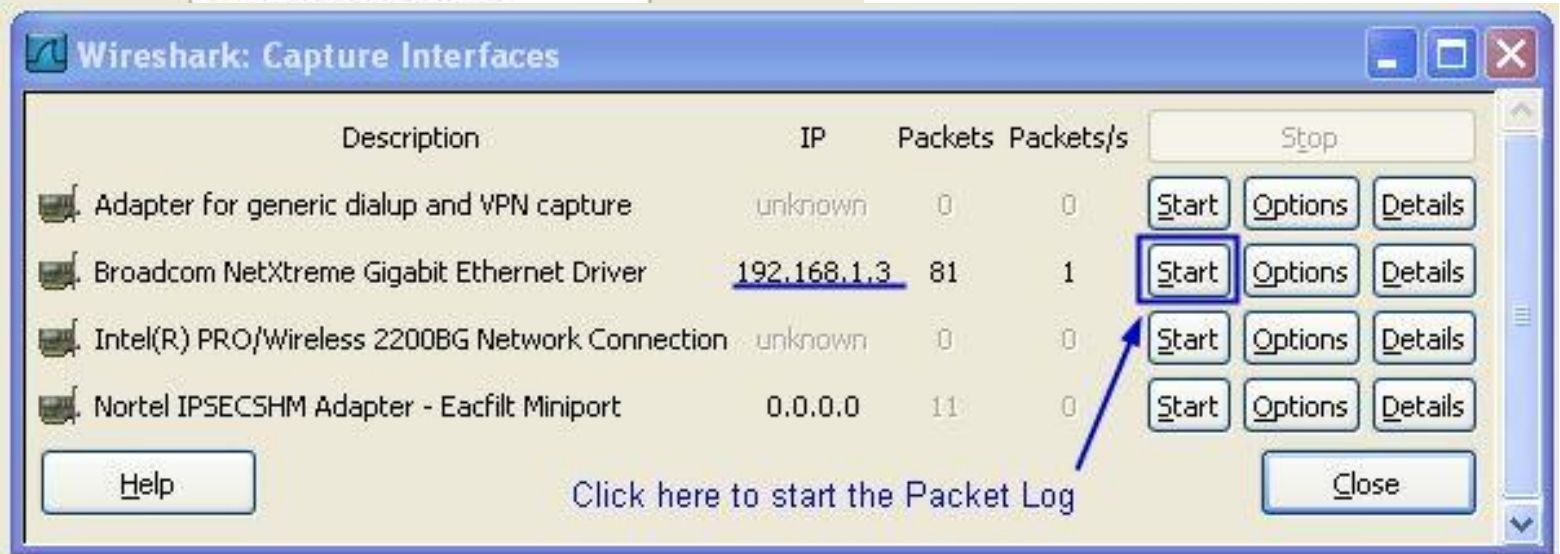 Wireshark: Capture Interfaces
Description IP Packets Packets/s Stop
Adapter for generic dialup and VPN capture unknown 0 0 Start Options Details
Broadcom NetXtreme Gigabit Ethernet Driver 192.168.1.3 81 1 Start Options Details
Intel(R) PRO/Wireless 2200BG Network Connection unknown 0 0 Start Options Details
Nortel IPSECSHM Adapter - Eacfilt Miniport 0.0.0.0 11 0 Start Options Details
Help Click here to start the Packet Log Close